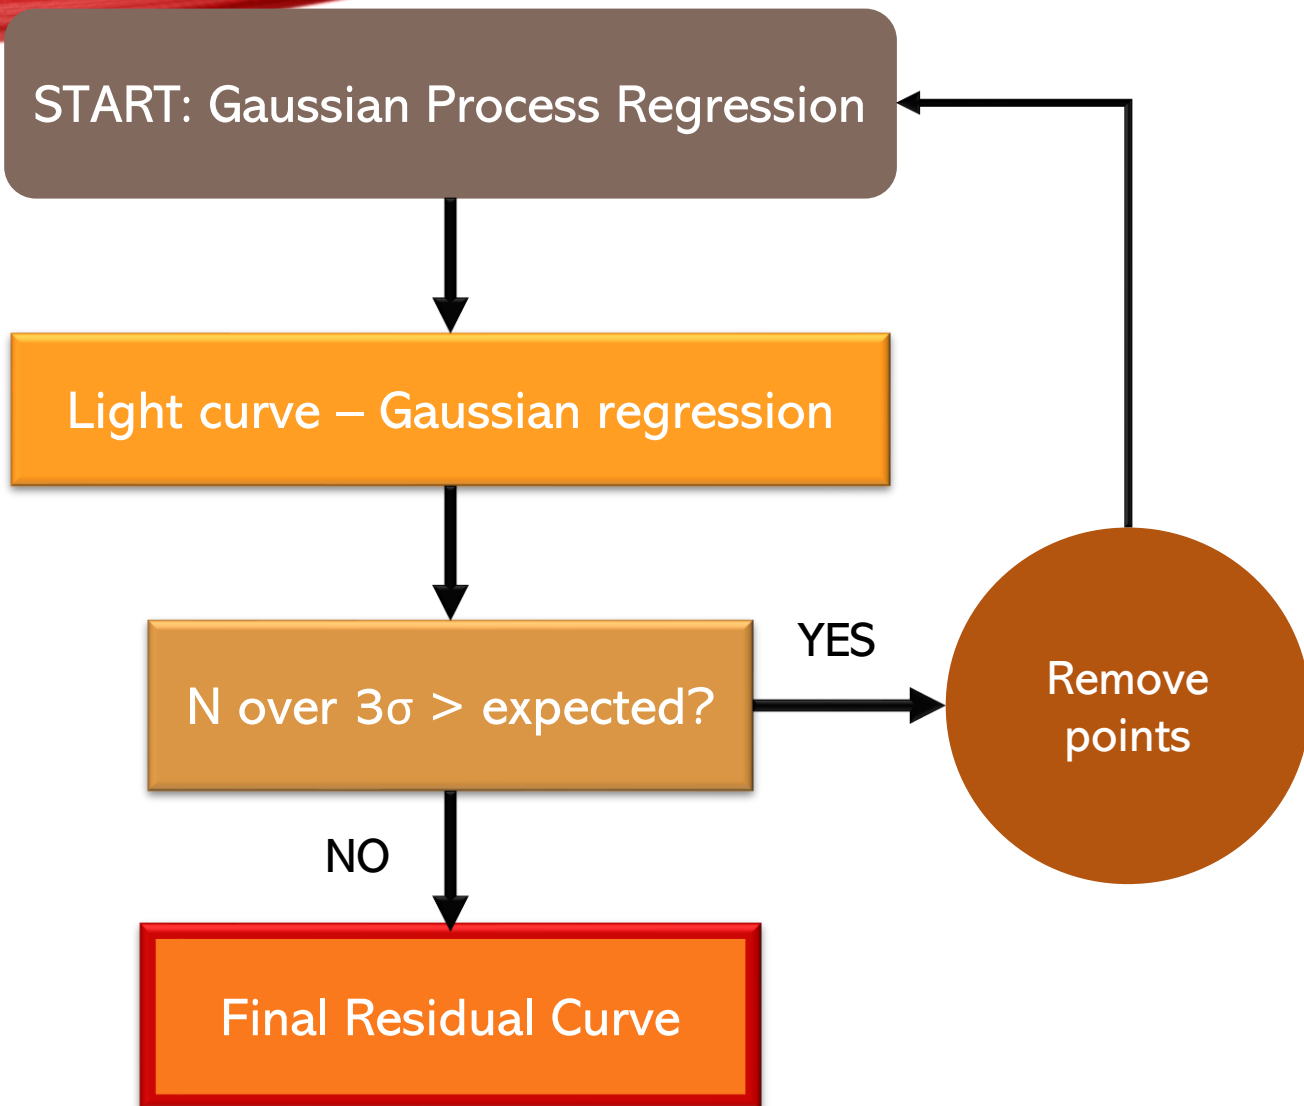 START: Gaussian Process Regression
Light curve – Gaussian regression
N over 3σ > expected?
YES
Remove
points
NO
Final Residual Curve